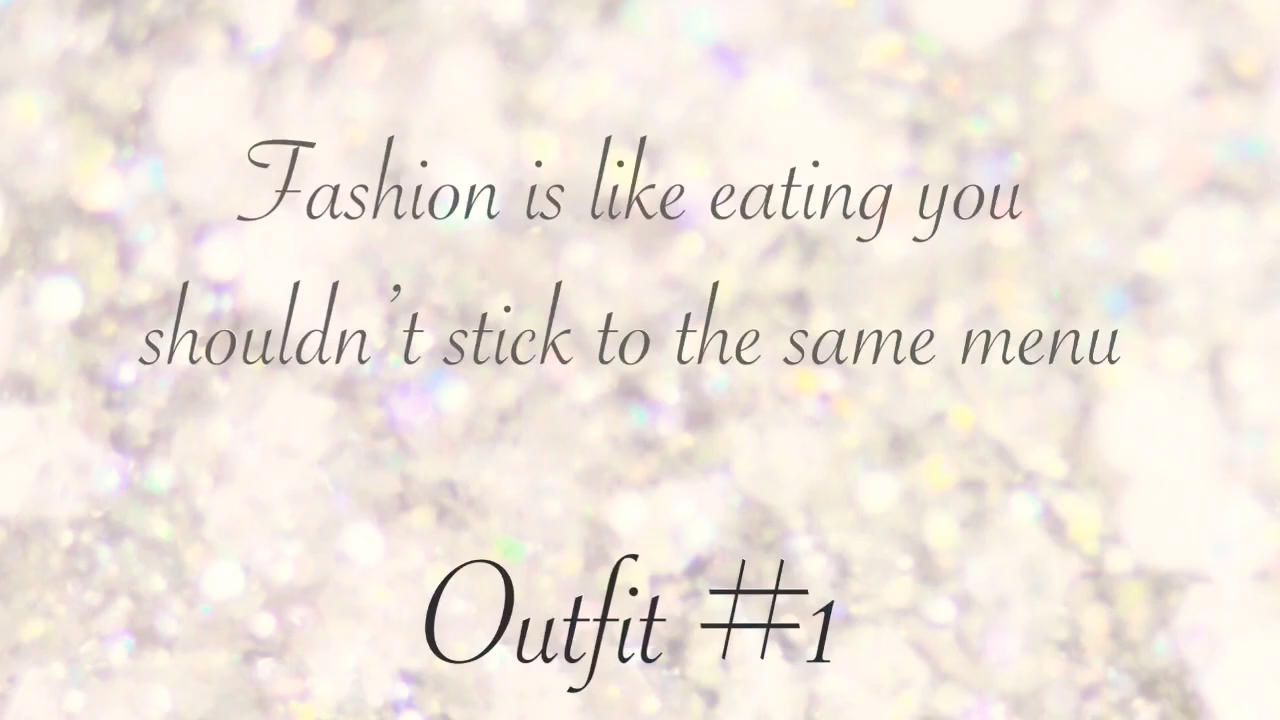 Fashion is like eating you
shouldn't stick to the same menu
Outfit #1